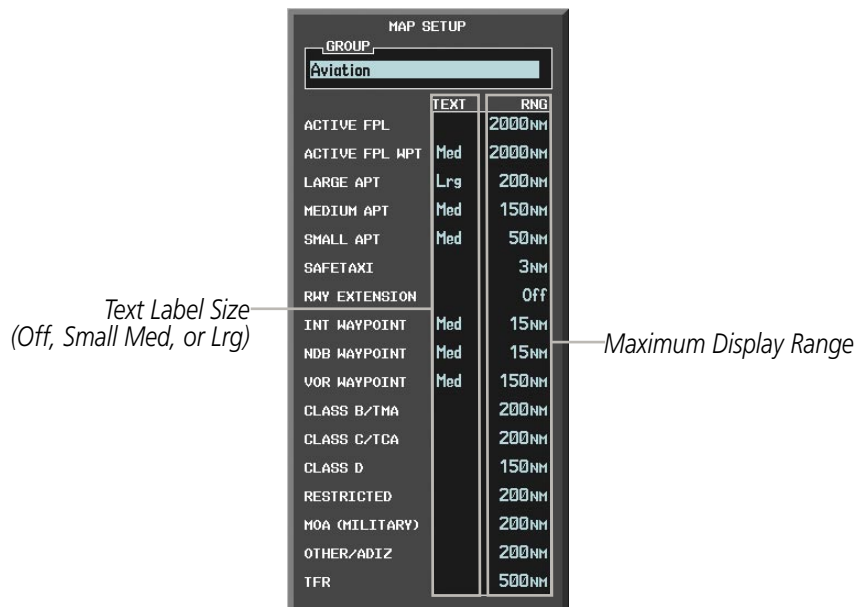 MAP SETUP
GROUP
Aviation
TEXT RNG
ACTIVE FPL 2000NM
ACTIVE FPL WPT Med 2000NM
LARGE APT Lrg 200NM
MEDIUM APT Med 150NM
SMALL APT Med 50NM
SAFETAXI 3NM
RWY EXTENSION Off
INT WAYPOINT Med 15NM
NDB WAYPOINT Med 15NM
VOR WAYPOINT Med 150NM
CLASS B/TMA 200NM
CLASS C/TCA 200NM
CLASS D 150NM
RESTRICTED 200NM
MOA (MILITARY) 200NM
OTHER/ADIZ 200NM
TFR 500NM
Text Label Size
(Off, Small Med, or Lrg)
Maximum Display Range